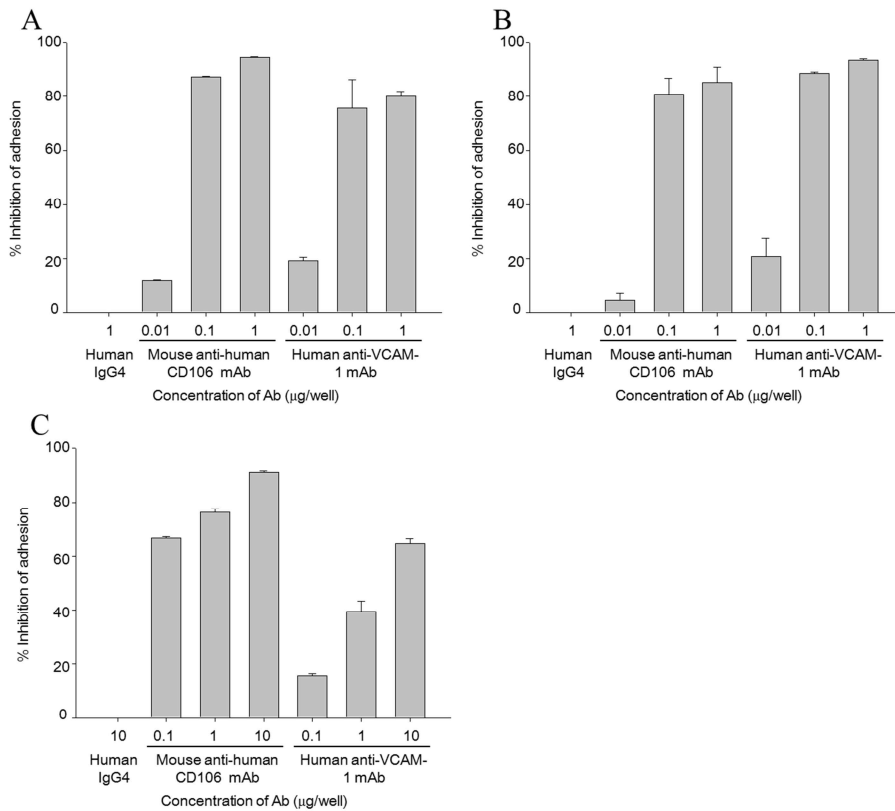 A
% Inhibition of adhesion
100
80
60
40
20
0
1 0.01 0.1 1 0.01 0.1 1
Human IgG4
Mouse anti-human CD106 mAb
Human anti-VCAM-1 mAb
Concentration of Ab (μg/well)
B
% Inhibition of adhesion
100
80
60
40
20
0
1 0.01 0.1 1 0.01 0.1 1
Human IgG4
Mouse anti-human CD106 mAb
Human anti-VCAM-1 mAb
Concentration of Ab (μg/well)
C
% Inhibition of adhesion
100
80
60
40
20
0
10 0.1 1 10 0.1 1 10
Human IgG4
Mouse anti-human CD106 mAb
Human anti-VCAM-1 mAb
Concentration of Ab (μg/well)